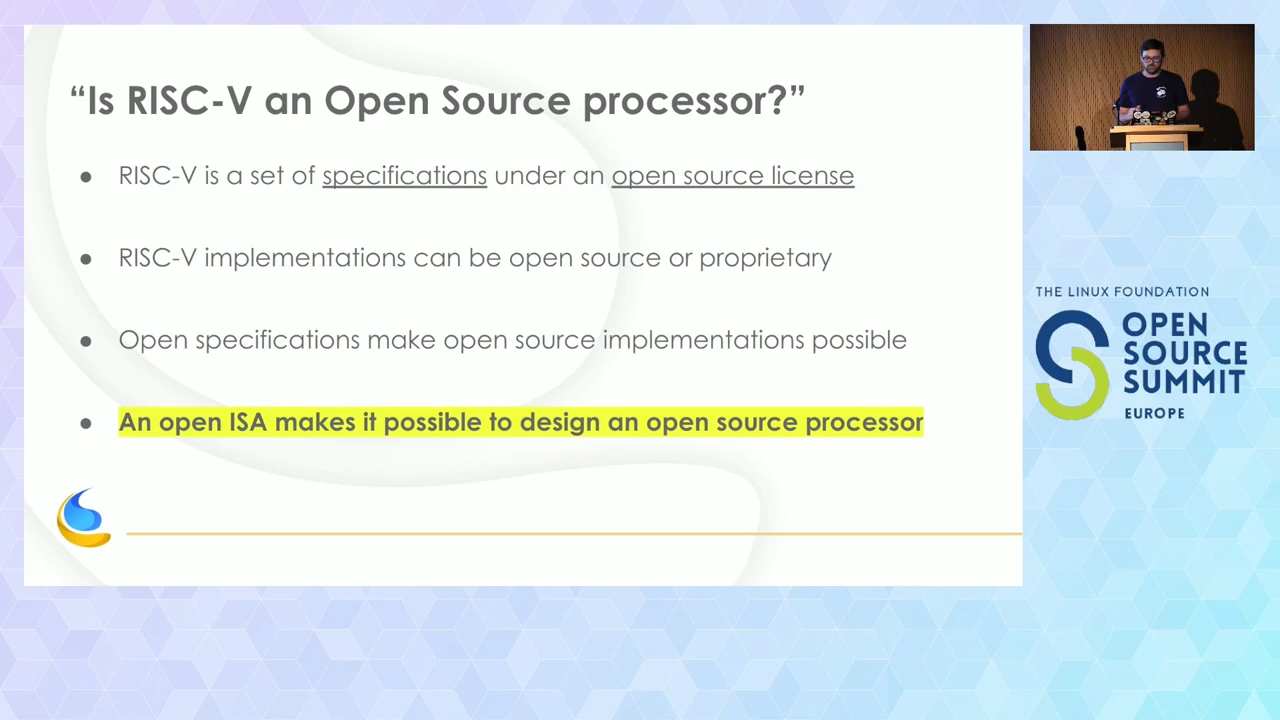 “Is RISC-V an Open Source processor?”
● RISC-V is a set of specifications under an open source license
● RISC-V implementations can be open source or proprietary
● Open specifications make open source implementations possible
● An open ISA makes it possible to design an open source processor
THE LINUX FOUNDATION
OPEN
SOURCE
SUMMIT
EUROPE